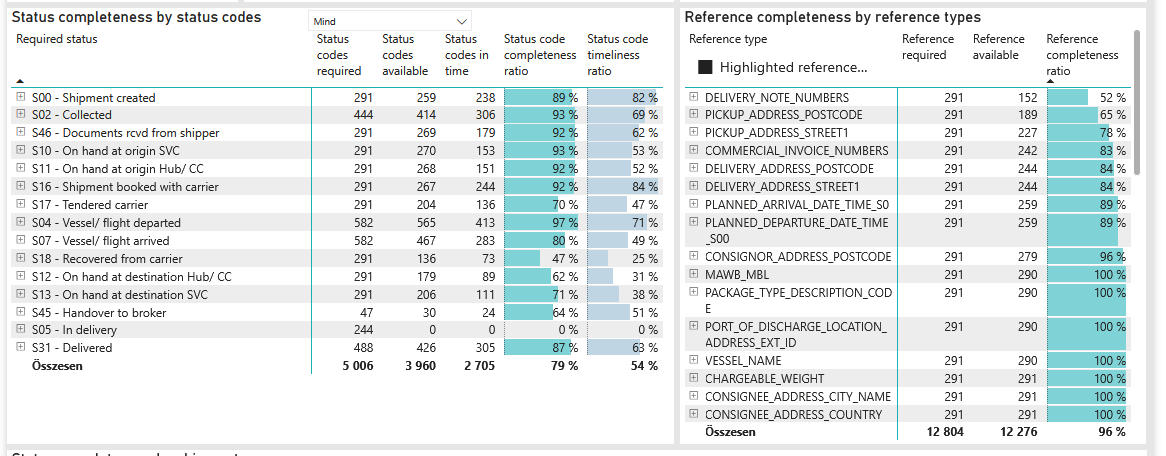 Status completeness by status codes
Mind
Required status Status codes required Status codes available Status codes in time Status code completeness ratio Status code timeliness ratio
S00 - Shipment created 291 259 238 89 % 82 %
S02 - Collected 444 414 306 93 % 69 %
S46 - Documents rcvd from shipper 291 269 179 92 % 62 %
S10 - On hand at origin SVC 291 270 153 93 % 53 %
S11 - On hand at origin Hub/ CC 291 268 151 92 % 52 %
S16 - Shipment booked with carrier 291 267 244 92 % 84 %
S17 - Tendered carrier 291 204 136 70 % 47 %
S04 - Vessel/ flight departed 582 565 413 97 % 71 %
S07 - Vessel/ flight arrived 582 467 283 80 % 49 %
S18 - Recovered from carrier 291 136 73 47 % 25 %
S12 - On hand at destination Hub/ CC 291 179 89 62 % 31 %
S13 - On hand at destination SVC 291 206 111 71 % 38 %
S45 - Handover to broker 47 30 24 64 % 51 %
S05 - In delivery 244 0 0 0 % 0 %
S31 - Delivered 488 426 305 87 % 63 %
Összesen 5 006 3 960 2 705 79 % 54 %
Reference completeness by reference types
Reference type Reference required Reference available Reference completeness ratio
Highlighted reference...
DELIVERY_NOTE_NUMBERS 291 152 52 %
PICKUP_ADDRESS_POSTCODE 291 189 65 %
PICKUP_ADDRESS_STREET1 291 227 78 %
COMMERCIAL_INVOICE_NUMBERS 291 242 83 %
DELIVERY_ADDRESS_POSTCODE 291 244 84 %
DELIVERY_ADDRESS_STREET1 291 244 84 %
PLANNED_ARRIVAL_DATE_TIME_S0 291 259 89 %
PLANNED_DEPARTURE_DATE_TIME 291 259 89 %
_S00
CONSIGNOR_ADDRESS_POSTCODE 291 279 96 %
MAWB_MBL 291 290 100 %
PACKAGE_TYPE_DESCRIPTION_COD 291 290 100 %
E
PORT_OF_DISCHARGE_LOCATION_ 291 290 100 %
ADDRESS_EXT_ID
VESSEL_NAME 291 290 100 %
CHARGEABLE_WEIGHT 291 291 100 %
CONSIGNEE_ADDRESS_CITY_NAME 291 291 100 %
CONSIGNEE_ADDRESS_COUNTRY 291 291 100 %
Összesen 12 804 12 276 96 %